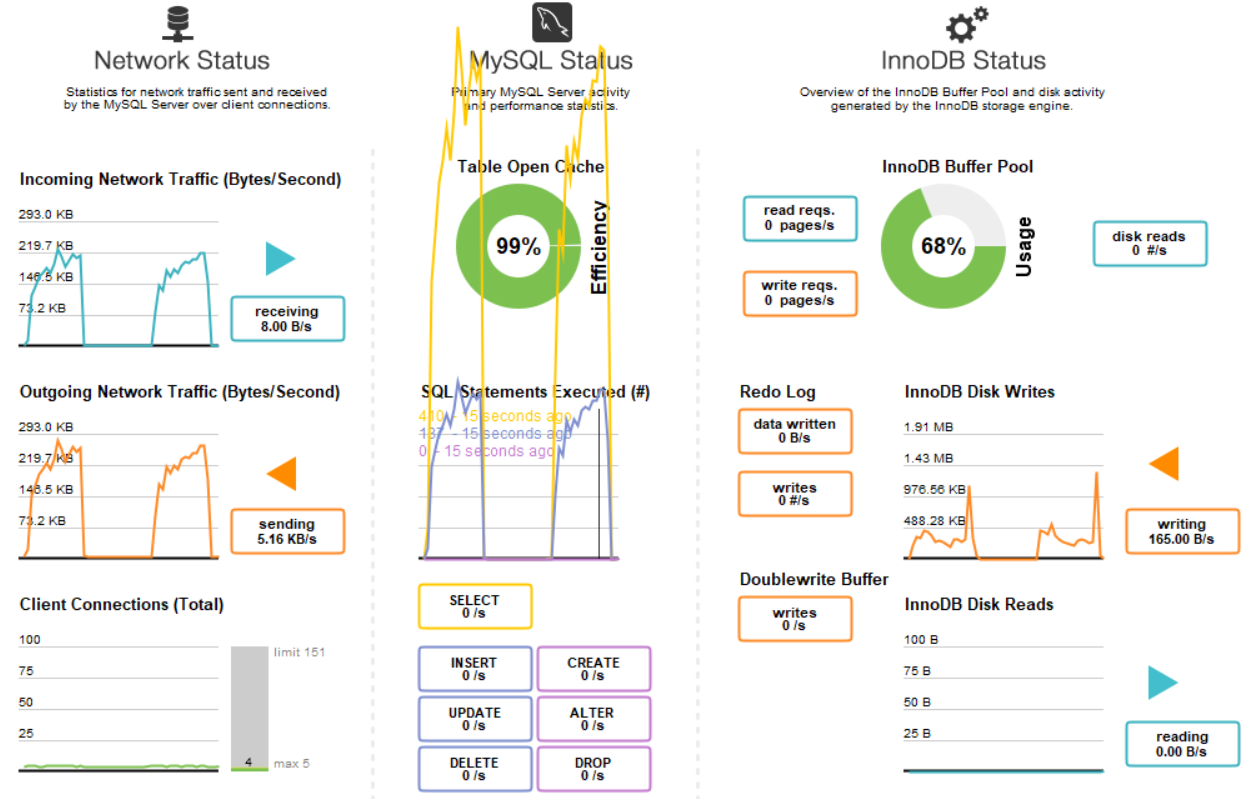 Network Status
Statistics for network traffic sent and received
by the MySQL Server over client connections.
Incoming Network Traffic (Bytes/Second)
293.0 KB
219.7 KB
146.5 KB
73.2 KB
receiving
8.00 B/s
Outgoing Network Traffic (Bytes/Second)
293.0 KB
219.7 KB
146.5 KB
73.2 KB
sending
5.16 KB/s
Client Connections (Total)
100
75
50
25
limit 151
4
max 5
MySQL Status
Primary MySQL Server activity
and performance statistics.
Table Open Cache
99%
Efficiency
SQL Statements Executed (#)
410 - 15 seconds ago
137 - 15 seconds ago
0 - 15 seconds ago
SELECT
0 /s
INSERT
0 /s
CREATE
0 /s
UPDATE
0 /s
ALTER
0 /s
DELETE
0 /s
DROP
0 /s
InnoDB Status
Overview of the InnoDB Buffer Pool and disk activity
generated by the InnoDB storage engine.
InnoDB Buffer Pool
read reqs.
0 pages/s
write reqs.
0 pages/s
68%
Usage
disk reads
0 #/s
Redo Log
data written
0 B/s
writes
0 #/s
Doublewrite Buffer
writes
0 /s
InnoDB Disk Writes
1.91 MB
1.43 MB
976.56 KB
488.28 KB
writing
165.00 B/s
InnoDB Disk Reads
100 B
75 B
50 B
25 B
reading
0.00 B/s